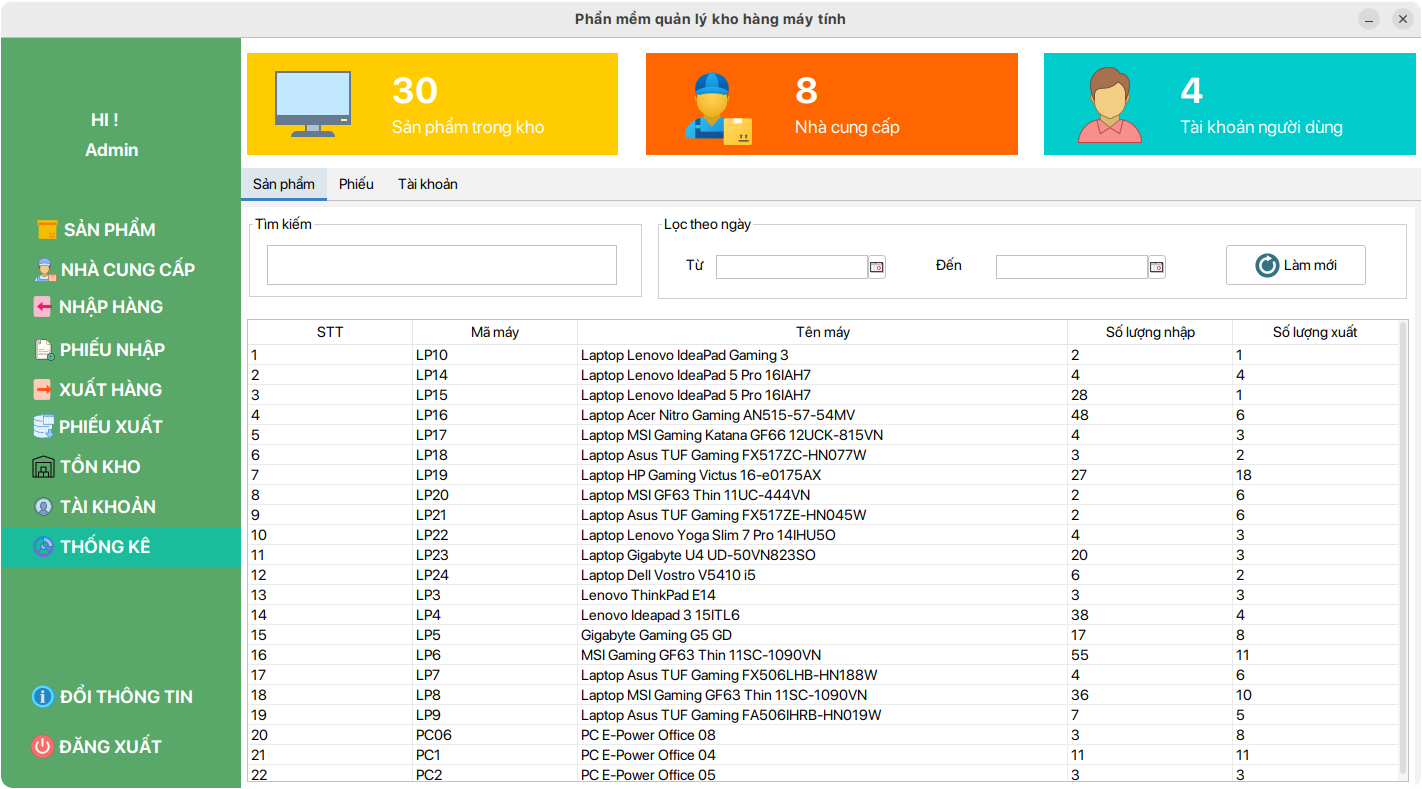 Phần mềm quản lý kho hàng máy tính
HI !
Admin
SẢN PHẨM
NHÀ CUNG CẤP
NHẬP HÀNG
PHIẾU NHẬP
XUẤT HÀNG
PHIẾU XUẤT
TỒN KHO
TÀI KHOẢN
THỐNG KÊ
ĐỔI THÔNG TIN
ĐĂNG XUẤT
30
Sản phẩm trong kho
8
Nhà cung cấp
4
Tài khoản người dùng
Sản phẩm Phiếu Tài khoản
Tìm kiếm
Lọc theo ngày
Từ Đến Làm mới
STT Mã máy Tên máy Số lượng nhập Số lượng xuất
1 LP10 Laptop Lenovo IdeaPad Gaming 3 2 1
2 LP14 Laptop Lenovo IdeaPad 5 Pro 16IAH7 4 4
3 LP15 Laptop Lenovo IdeaPad 5 Pro 16IAH7 28 1
4 LP16 Laptop Acer Nitro Gaming AN515-57-54MV 48 6
5 LP17 Laptop MSI Gaming Katana GF66 12UCK-815VN 4 3
6 LP18 Laptop Asus TUF Gaming FX517ZC-HN077W 3 2
7 LP19 Laptop HP Gaming Victus 16-e0175AX 27 18
8 LP20 Laptop MSI GF63 Thin 11UC-444VN 2 6
9 LP21 Laptop Asus TUF Gaming FX517ZE-HN045W 2 6
10 LP22 Laptop Lenovo Yoga Slim 7 Pro 14IHU5O 4 3
11 LP23 Laptop Gigabyte U4 UD-50VN823SO 20 3
12 LP24 Laptop Dell Vostro V5410 i5 6 2
13 LP3 Lenovo ThinkPad E14 3 3
14 LP4 Lenovo Ideapad 3 15ITL6 38 4
15 LP5 Gigabyte Gaming G5 GD 17 8
16 LP6 MSI Gaming GF63 Thin 11SC-1090VN 55 11
17 LP7 Laptop Asus TUF Gaming FX506LHB-HN188W 4 6
18 LP8 Laptop MSI Gaming GF63 Thin 11SC-1090VN 36 10
19 LP9 Laptop Asus TUF Gaming FA506IHRB-HN019W 7 5
20 PC06 PC E-Power Office 08 3 8
21 PC1 PC E-Power Office 04 11 11
22 PC2 PC E-Power Office 05 3 3